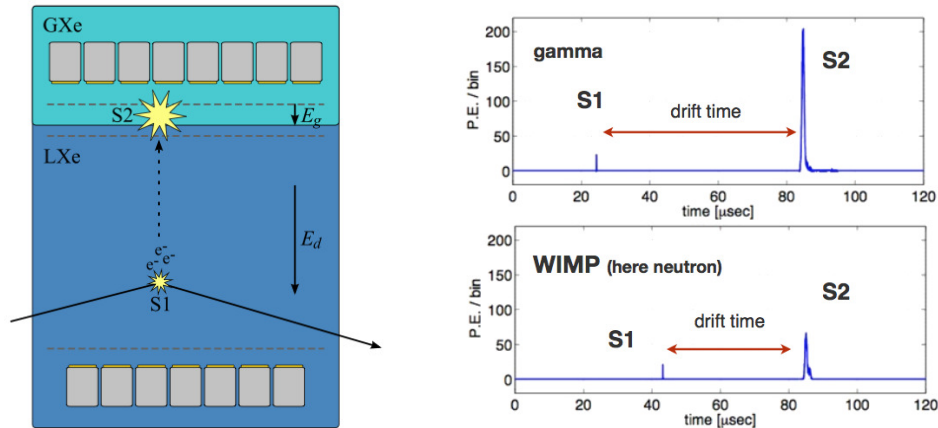 GXe
S2
E_g
LXe
E_d
e⁻
e⁻ e⁻
S1
200
150
100
50
0
P.E. / bin
gamma
S1
S2
drift time
0 20 40 60 80 100 120
time [μsec]
200
150
100
50
0
P.E. / bin
WIMP (here neutron)
S1
S2
drift time
0 20 40 60 80 100 120
time [μsec]